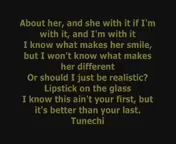 About her, and she with it if I'm
with it, and I'm with it
I know what makes her smile,
but I won't know what makes
her different
Or should I just be realistic?
Lipstick on the glass
I know this ain't your first, but
it's better than your last.
Tunechi